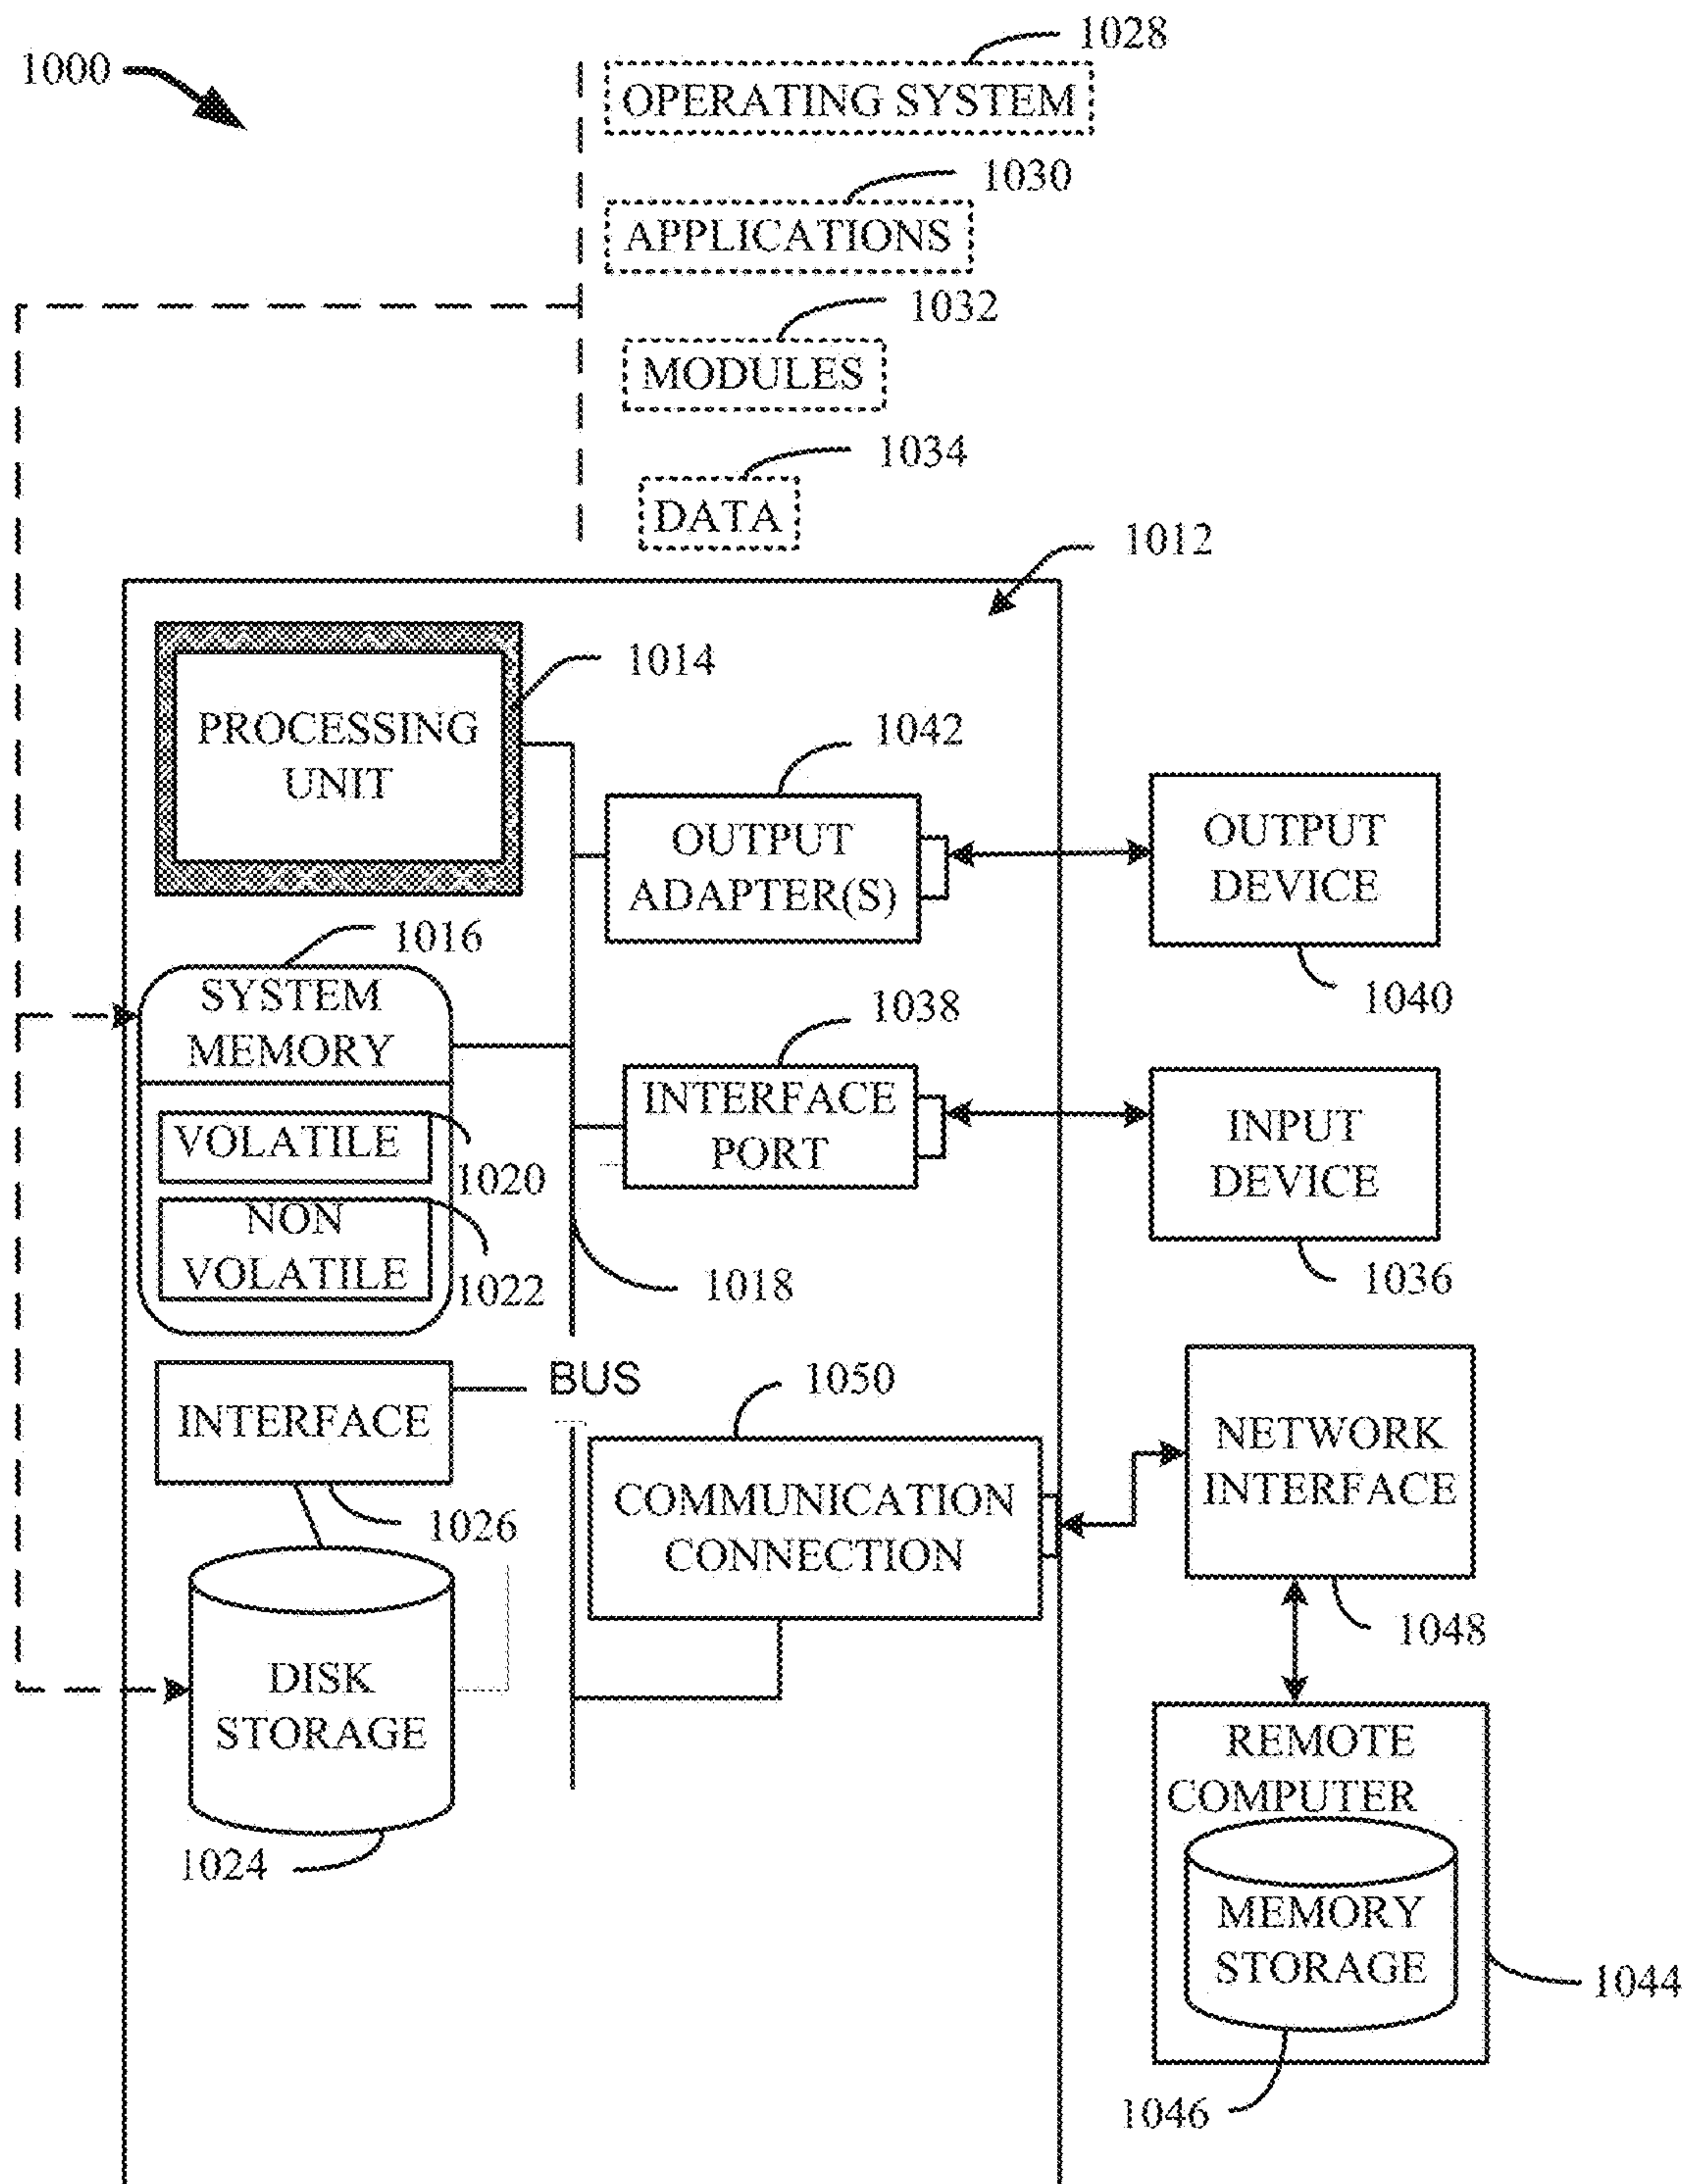 1028
1000
OPERATING SYSTEM
1030
APPLICATIONS
1032
MODULES
1034
DATA
1012
1014
PROCESSING
UNIT
1042
OUTPUT
ADAPTER(S)
OUTPUT
DEVICE
1040
1016
SYSTEM
MEMORY
1038
INTERFACE
PORT
INPUT
DEVICE
1036
VOLATILE
1020
NON
VOLATILE
1022
1018
INTERFACE
BUS
1026
1050
COMMUNICATION
CONNECTION
NETWORK
INTERFACE
1048
DISK
STORAGE
1024
REMOTE
COMPUTER
MEMORY
STORAGE
1044
1046